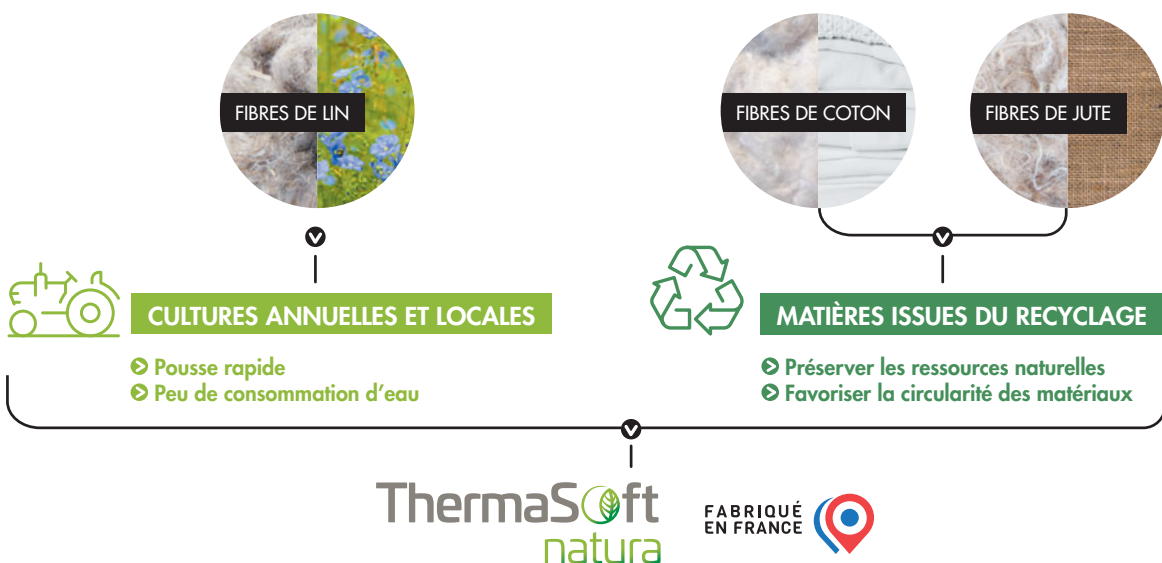 FIBRES DE LIN
FIBRES DE COTON
FIBRES DE JUTE
CULTURES ANNUELLES ET LOCALES
Pousse rapide
Peu de consommation d'eau
MATIÈRES ISSUES DU RECYCLAGE
Préserver les ressources naturelles
Favoriser la circularité des matériaux
ThermaSoft
natura
FABRIQUÉ
EN FRANCE